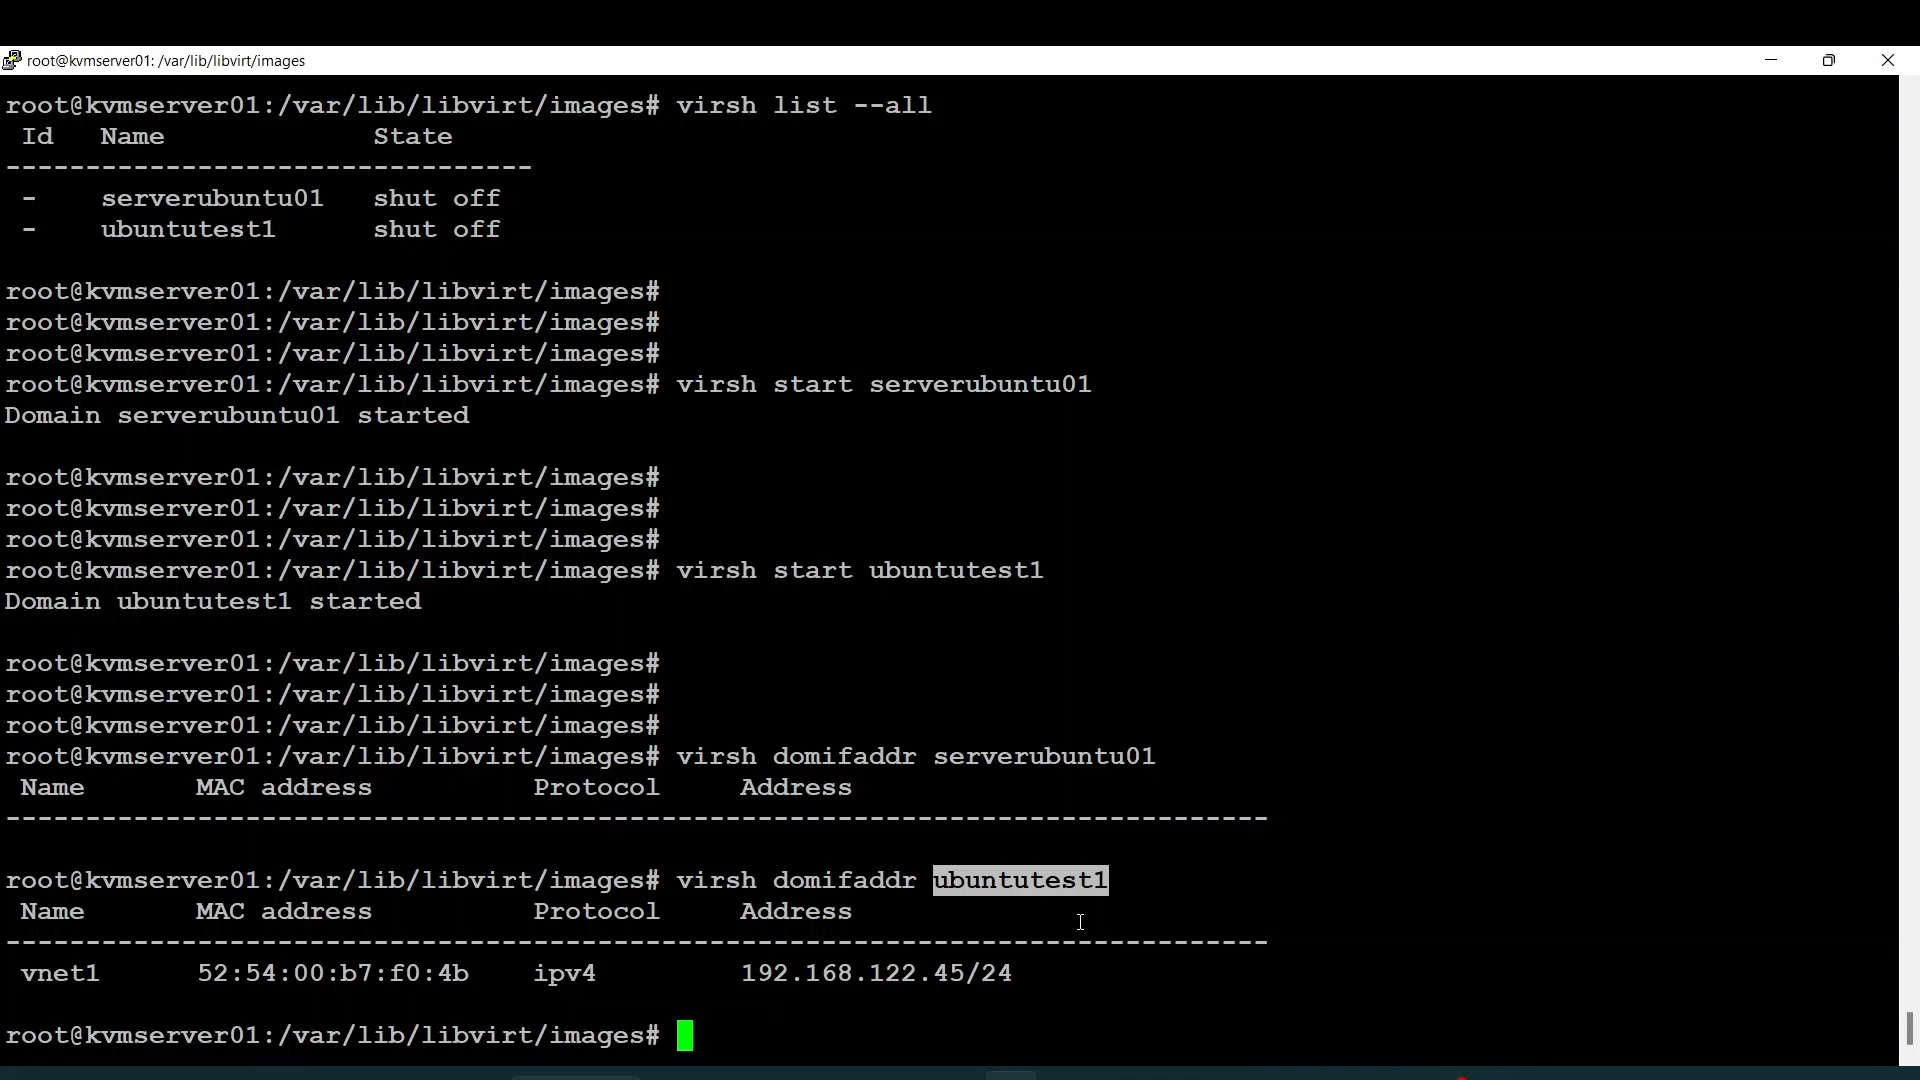 root@kvmserver01: /var/lib/libvirt/images
root@kvmserver01:/var/lib/libvirt/images# virsh list --all
 Id   Name             State
---------------------------------
 -    serverubuntu01   shut off
 -    ubuntutest1      shut off
root@kvmserver01:/var/lib/libvirt/images#
root@kvmserver01:/var/lib/libvirt/images#
root@kvmserver01:/var/lib/libvirt/images#
root@kvmserver01:/var/lib/libvirt/images# virsh start serverubuntu01
Domain serverubuntu01 started
root@kvmserver01:/var/lib/libvirt/images#
root@kvmserver01:/var/lib/libvirt/images#
root@kvmserver01:/var/lib/libvirt/images#
root@kvmserver01:/var/lib/libvirt/images# virsh start ubuntutest1
Domain ubuntutest1 started
root@kvmserver01:/var/lib/libvirt/images#
root@kvmserver01:/var/lib/libvirt/images#
root@kvmserver01:/var/lib/libvirt/images#
root@kvmserver01:/var/lib/libvirt/images# virsh domifaddr serverubuntu01
 Name       MAC address          Protocol     Address
-------------------------------------------------------------------------------
root@kvmserver01:/var/lib/libvirt/images# virsh domifaddr ubuntutest1
 Name       MAC address          Protocol     Address
-------------------------------------------------------------------------------
 vnet1      52:54:00:b7:f0:4b    ipv4         192.168.122.45/24
root@kvmserver01:/var/lib/libvirt/images#